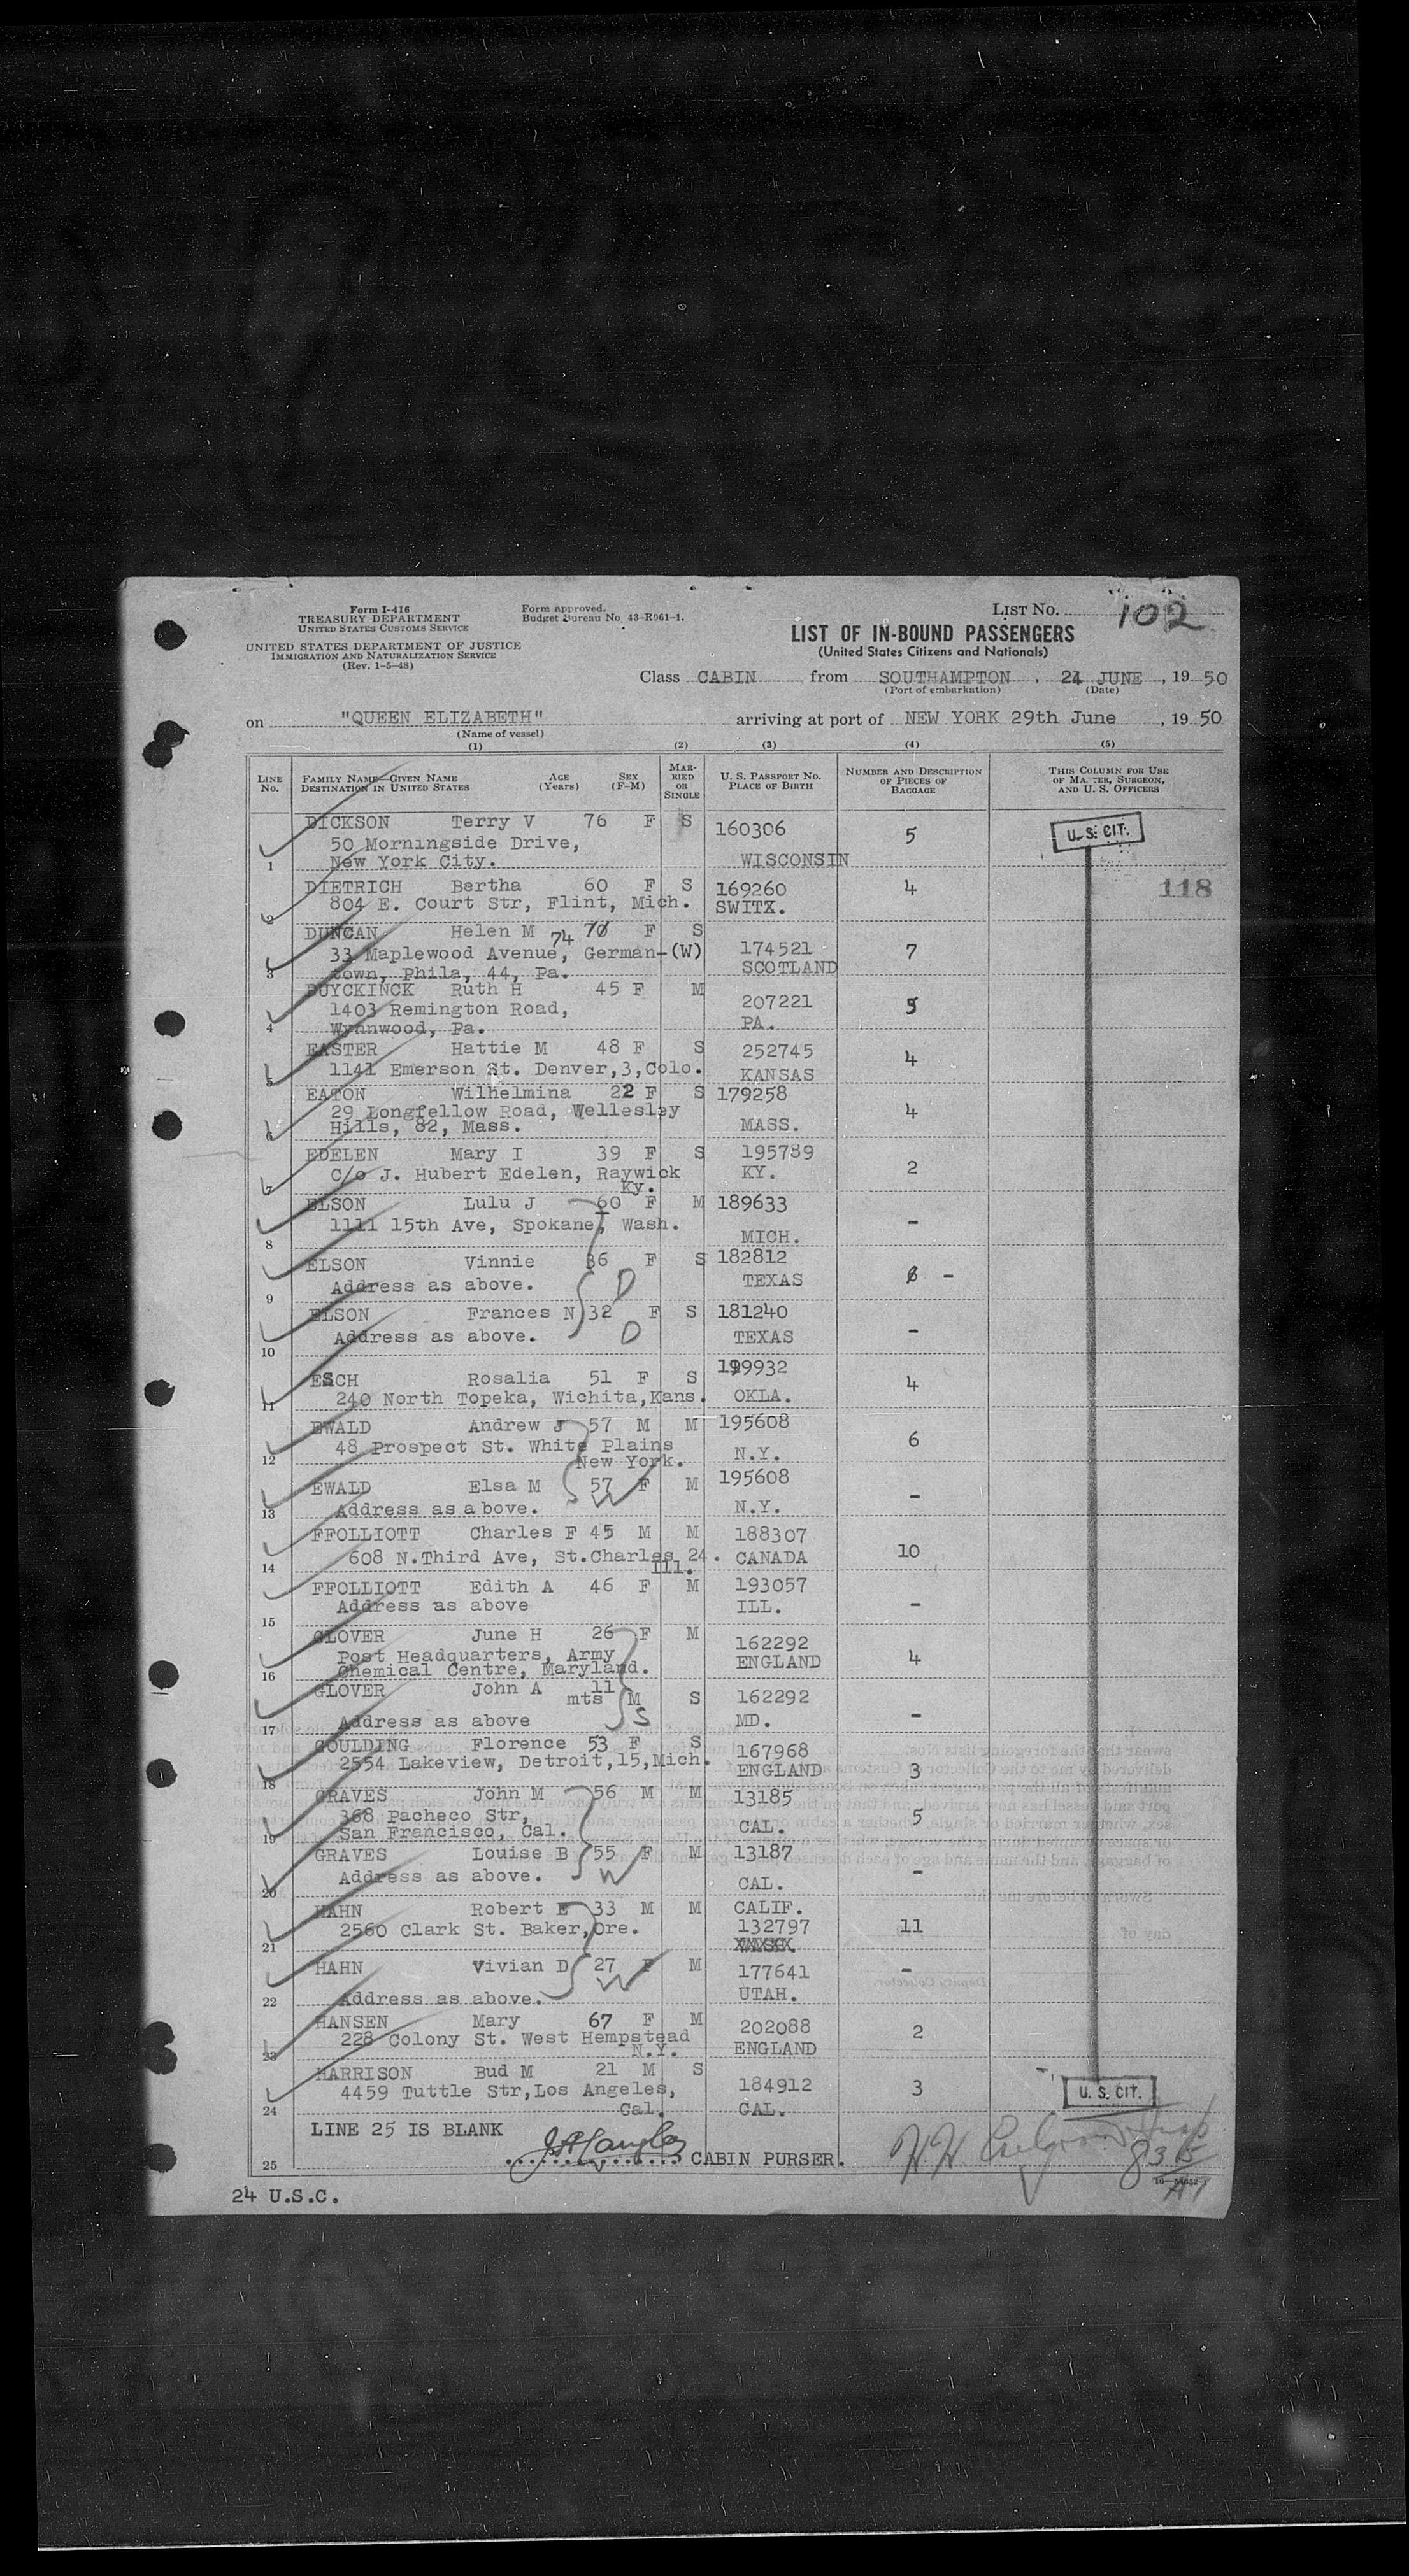 Form I-416
TREASURY DEPARTMENT
UNITED STATES CUSTOMS SERVICE
UNITED STATES DEPARTMENT OF JUSTICE
IMMIGRATION AND NATURALIZATION SERVICE
(Rev. 1-5-48)
Form approved.
Budget Bureau No. 43-R061-1.
LIST NO. 102
LIST OF IN-BOUND PASSENGERS
(United States Citizens and Nationals)
Class CABIN from SOUTHAMPTON, 24 JUNE, 1950
(Port of embarkation) (Date)
on "QUEEN ELIZABETH" arriving at port of NEW YORK 29th June, 1950
(Name of vessel)
(1) (2) (3) (4) (5)
LINE No. FAMILY NAME—GIVEN NAME DESTINATION IN UNITED STATES AGE (Years) SEX (F-M) MARRIED OR SINGLE U. S. PASSPORT NO. PLACE OF BIRTH NUMBER AND DESCRIPTION OF PIECES OF BAGGAGE THIS COLUMN FOR USE OF MASTER, SURGEON, AND U. S. OFFICERS
DICKSON Terry V 76 F S 160306 5 U.S. CIT.
50 Morningside Drive,
1 New York City. WISCONSIN
DIETRICH Bertha 60 F S 169260 4 118
2 804 E. Court Str, Flint, Mich. SWITX.
DUNCAN Helen M 74 70 F S
33 Maplewood Avenue, German-(W) 174521 7
3 town, Phila, 44, Pa. SCOTLAND
DUYCKINCK Ruth H 45 F M
1403 Remington Road, 207221 5
4 Wynnwood, Pa. PA.
EASTER Hattie M 48 F S 252745 4
5 1141 Emerson St. Denver,3,Colo. KANSAS
EATON Wilhelmina 22 F S 179258
29 Longfellow Road, Wellesley 4
6 Hills, 82, Mass. MASS.
EDELEN Mary I 39 F S 195789
C/o J. Hubert Edelen, Raywick KY. 2
7 Ky.
ELSON Lulu J 60 F M 189633
1111 15th Ave, Spokane, Wash. -
8 MICH.
ELSON Vinnie 36 F S 182812
Address as above. D TEXAS 6 -
9
ELSON Frances N 32 F S 181240
Address as above. D TEXAS -
10
ESCH Rosalia 51 F S 199932 4
11 240 North Topeka, Wichita,Kans. OKLA.
EWALD Andrew J 57 M M 195608
48 Prospect St. White Plains 6
12 New York. N.Y.
EWALD Elsa M 57 F M 195608
13 Address as above. W N.Y. -
FFOLLIOTT Charles F 45 M M 188307
608 N.Third Ave, St.Charles 24. CANADA 10
14 Ill.
FFOLLIOTT Edith A 46 F M 193057
Address as above ILL. -
15
GLOVER June H 26 F M
Post Headquarters, Army 162292
16 Chemical Centre, Maryland. ENGLAND 4
GLOVER John A 11 mts M S 162292
17 Address as above S MD. -
GOULDING Florence 53 F S 167968
18 2554 Lakeview, Detroit,15,Mich. ENGLAND 3
GRAVES John M 56 M M 13185
368 Pacheco Str, 5
19 San Francisco, Cal. CAL.
GRAVES Louise B 55 F M 13187
20 Address as above. W CAL. -
HAHN Robert E 33 M M CALIF.
2560 Clark St. Baker,Ore. 132797 11
21
HAHN Vivian D 27 F M 177641 -
22 Address as above. W UTAH.
HANSEN Mary 67 F M 202088 2
228 Colony St. West Hempstead ENGLAND
23 N.Y.
HARRISON Bud M 21 M S
4459 Tuttle Str,Los Angeles, 184912 3 U.S. CIT.
24 Cal. CAL.
LINE 25 IS BLANK
25 CABIN PURSER.
24 U.S.C.